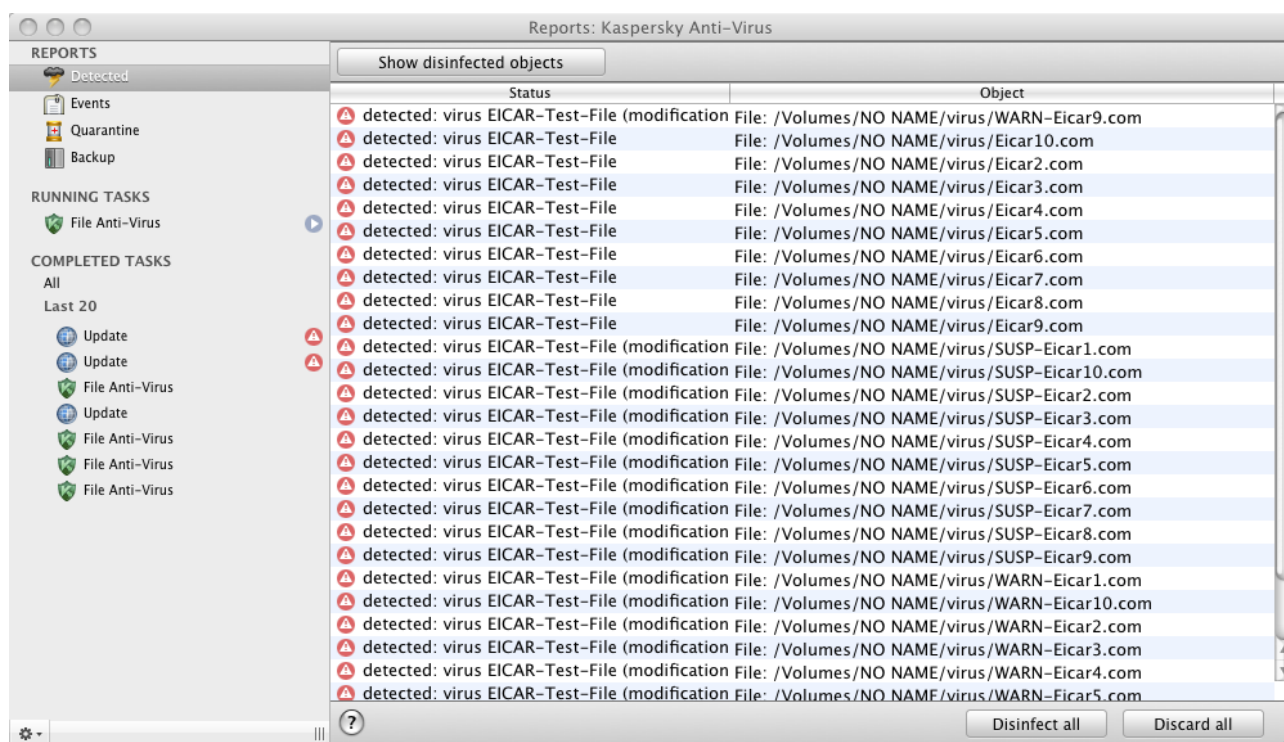 Reports: Kaspersky Anti-Virus
REPORTS
Detected
Events
Quarantine
Backup
RUNNING TASKS
File Anti-Virus
COMPLETED TASKS
All
Last 20
Update
Update
File Anti-Virus
Update
File Anti-Virus
File Anti-Virus
File Anti-Virus
Show disinfected objects
Status Object
detected: virus EICAR-Test-File (modification File: /Volumes/NO NAME/virus/WARN-Eicar9.com
detected: virus EICAR-Test-File File: /Volumes/NO NAME/virus/Eicar10.com
detected: virus EICAR-Test-File File: /Volumes/NO NAME/virus/Eicar2.com
detected: virus EICAR-Test-File File: /Volumes/NO NAME/virus/Eicar3.com
detected: virus EICAR-Test-File File: /Volumes/NO NAME/virus/Eicar4.com
detected: virus EICAR-Test-File File: /Volumes/NO NAME/virus/Eicar5.com
detected: virus EICAR-Test-File File: /Volumes/NO NAME/virus/Eicar6.com
detected: virus EICAR-Test-File File: /Volumes/NO NAME/virus/Eicar7.com
detected: virus EICAR-Test-File File: /Volumes/NO NAME/virus/Eicar8.com
detected: virus EICAR-Test-File File: /Volumes/NO NAME/virus/Eicar9.com
detected: virus EICAR-Test-File (modification File: /Volumes/NO NAME/virus/SUSP-Eicar1.com
detected: virus EICAR-Test-File (modification File: /Volumes/NO NAME/virus/SUSP-Eicar10.com
detected: virus EICAR-Test-File (modification File: /Volumes/NO NAME/virus/SUSP-Eicar2.com
detected: virus EICAR-Test-File (modification File: /Volumes/NO NAME/virus/SUSP-Eicar3.com
detected: virus EICAR-Test-File (modification File: /Volumes/NO NAME/virus/SUSP-Eicar4.com
detected: virus EICAR-Test-File (modification File: /Volumes/NO NAME/virus/SUSP-Eicar5.com
detected: virus EICAR-Test-File (modification File: /Volumes/NO NAME/virus/SUSP-Eicar6.com
detected: virus EICAR-Test-File (modification File: /Volumes/NO NAME/virus/SUSP-Eicar7.com
detected: virus EICAR-Test-File (modification File: /Volumes/NO NAME/virus/SUSP-Eicar8.com
detected: virus EICAR-Test-File (modification File: /Volumes/NO NAME/virus/SUSP-Eicar9.com
detected: virus EICAR-Test-File (modification File: /Volumes/NO NAME/virus/WARN-Eicar1.com
detected: virus EICAR-Test-File (modification File: /Volumes/NO NAME/virus/WARN-Eicar10.com
detected: virus EICAR-Test-File (modification File: /Volumes/NO NAME/virus/WARN-Eicar2.com
detected: virus EICAR-Test-File (modification File: /Volumes/NO NAME/virus/WARN-Eicar3.com
detected: virus EICAR-Test-File (modification File: /Volumes/NO NAME/virus/WARN-Eicar4.com
detected: virus EICAR-Test-File (modification File: /Volumes/NO NAME/virus/WARN-Eicar5.com
? Disinfect all Discard all